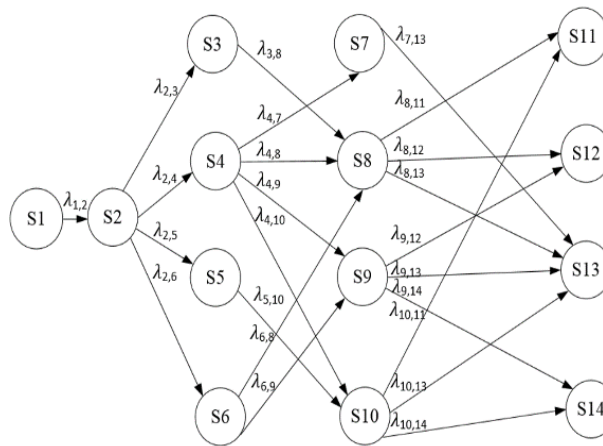 S3
S7
S11
λ7,13
λ3,8
λ2,3
λ4,7
λ8,11
S4
λ4,8
S8
λ8,12
S12
λ2,4
λ4,9
λ8,13
λ1,2
λ4,10
S1
S2
λ2,5
λ9,12
S5
S9
λ9,13
S13
λ2,6
λ9,14
λ5,10
λ10,11
λ6,8
λ6,9
λ10,13
S6
S10
λ10,14
S14